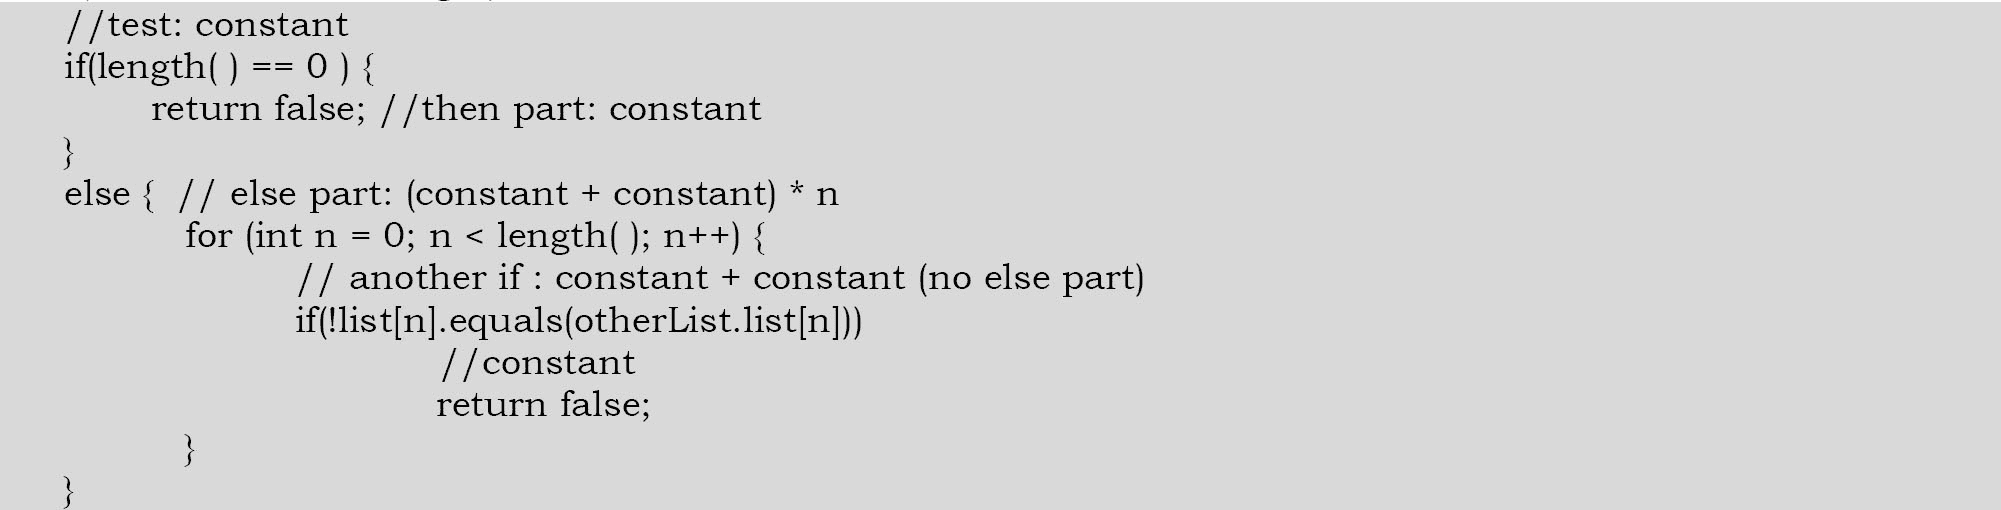 //test: constant
if(length( ) == 0 ) {
return false; //then part: constant
}
else { // else part: (constant + constant) * n
for (int n = 0; n < length( ); n++) {
// another if : constant + constant (no else part)
if(!list[n].equals(otherList.list[n]))
//constant
return false;
}
}